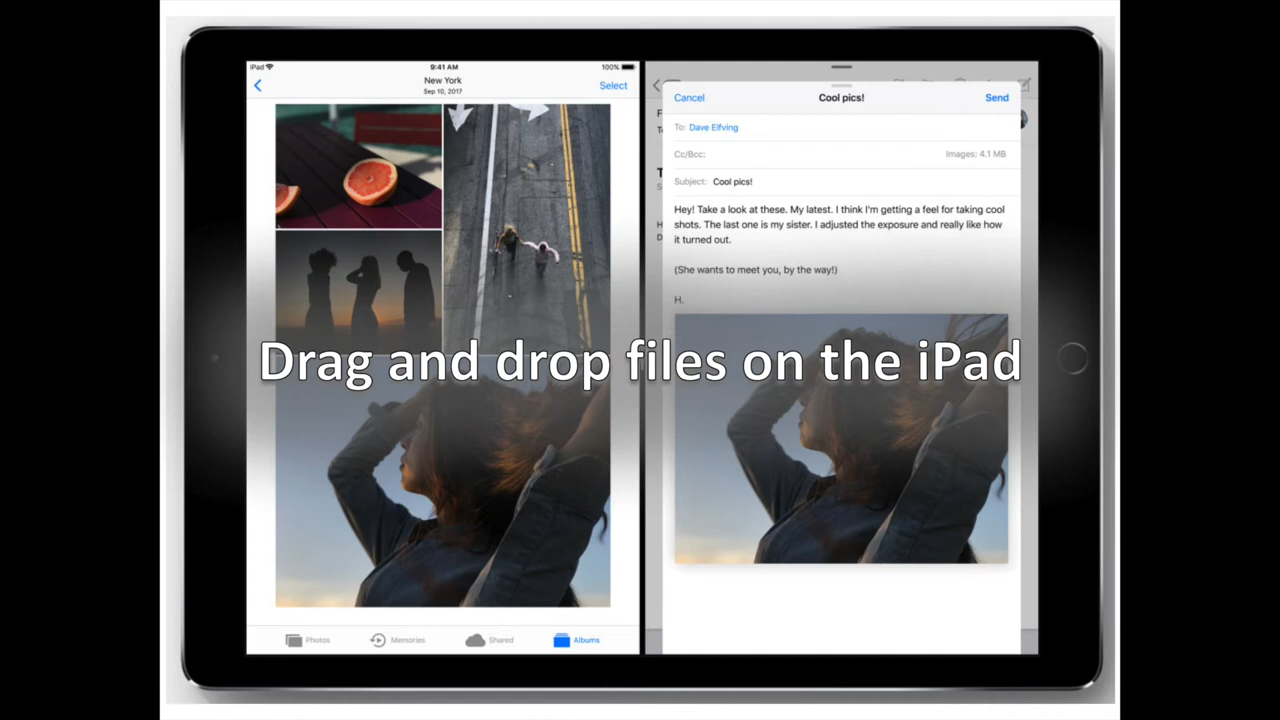 iPad
9:41 AM
100%
New York
Sep 10, 2017
Select
Cancel
Cool pics!
Send
To: Dave Elfving
Cc/Bcc:
Images: 4.1 MB
Subject: Cool pics!
Hey! Take a look at these. My latest. I think I'm getting a feel for taking cool
shots. The last one is my sister. I adjusted the exposure and really like how
it turned out.
(She wants to meet you, by the way!)
H.
Drag and drop files on the iPad
Photos
Memories
Shared
Albums